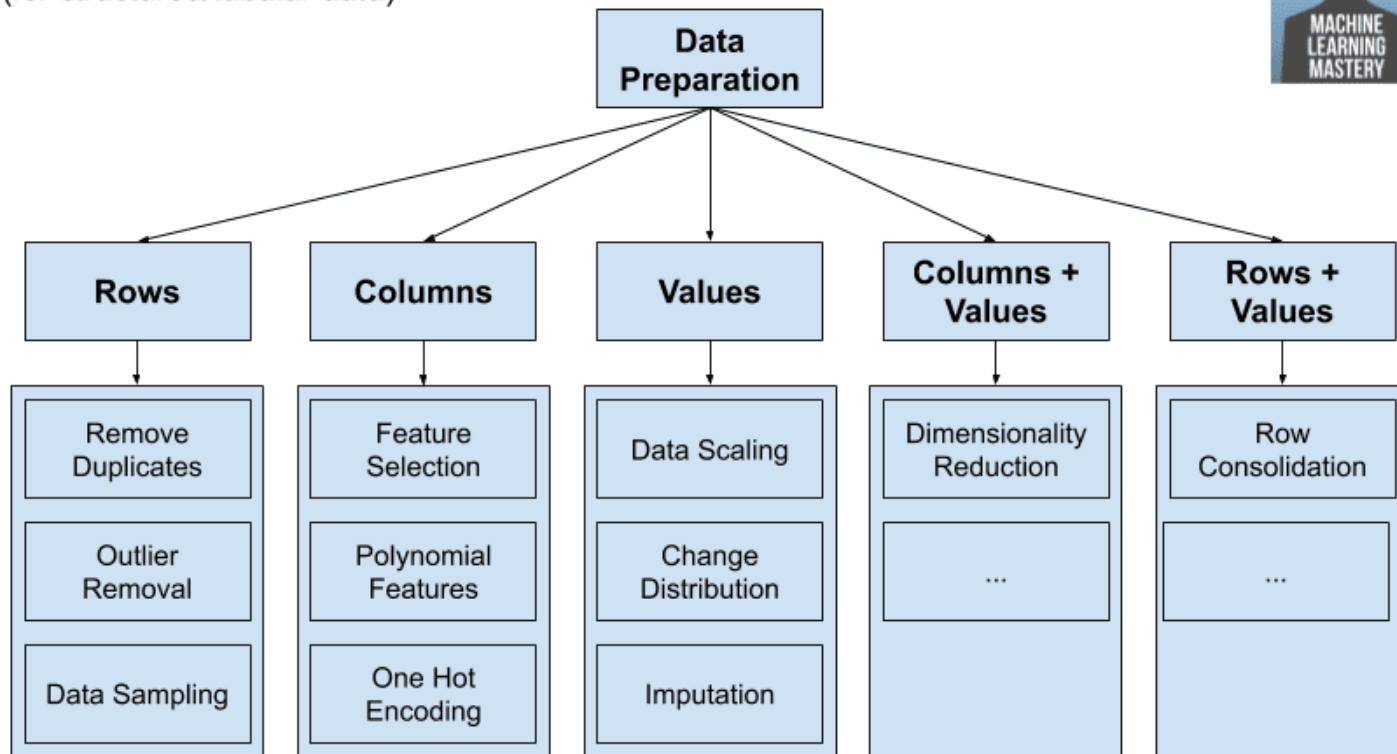 Data
Preparation
MACHINE
LEARNING
MASTERY
Rows
Columns
Values
Columns +
Values
Rows +
Values
Remove
Duplicates
Outlier
Removal
Data Sampling
Feature
Selection
Polynomial
Features
One Hot
Encoding
Data Scaling
Change
Distribution
Imputation
Dimensionality
Reduction
...
Row
Consolidation
...